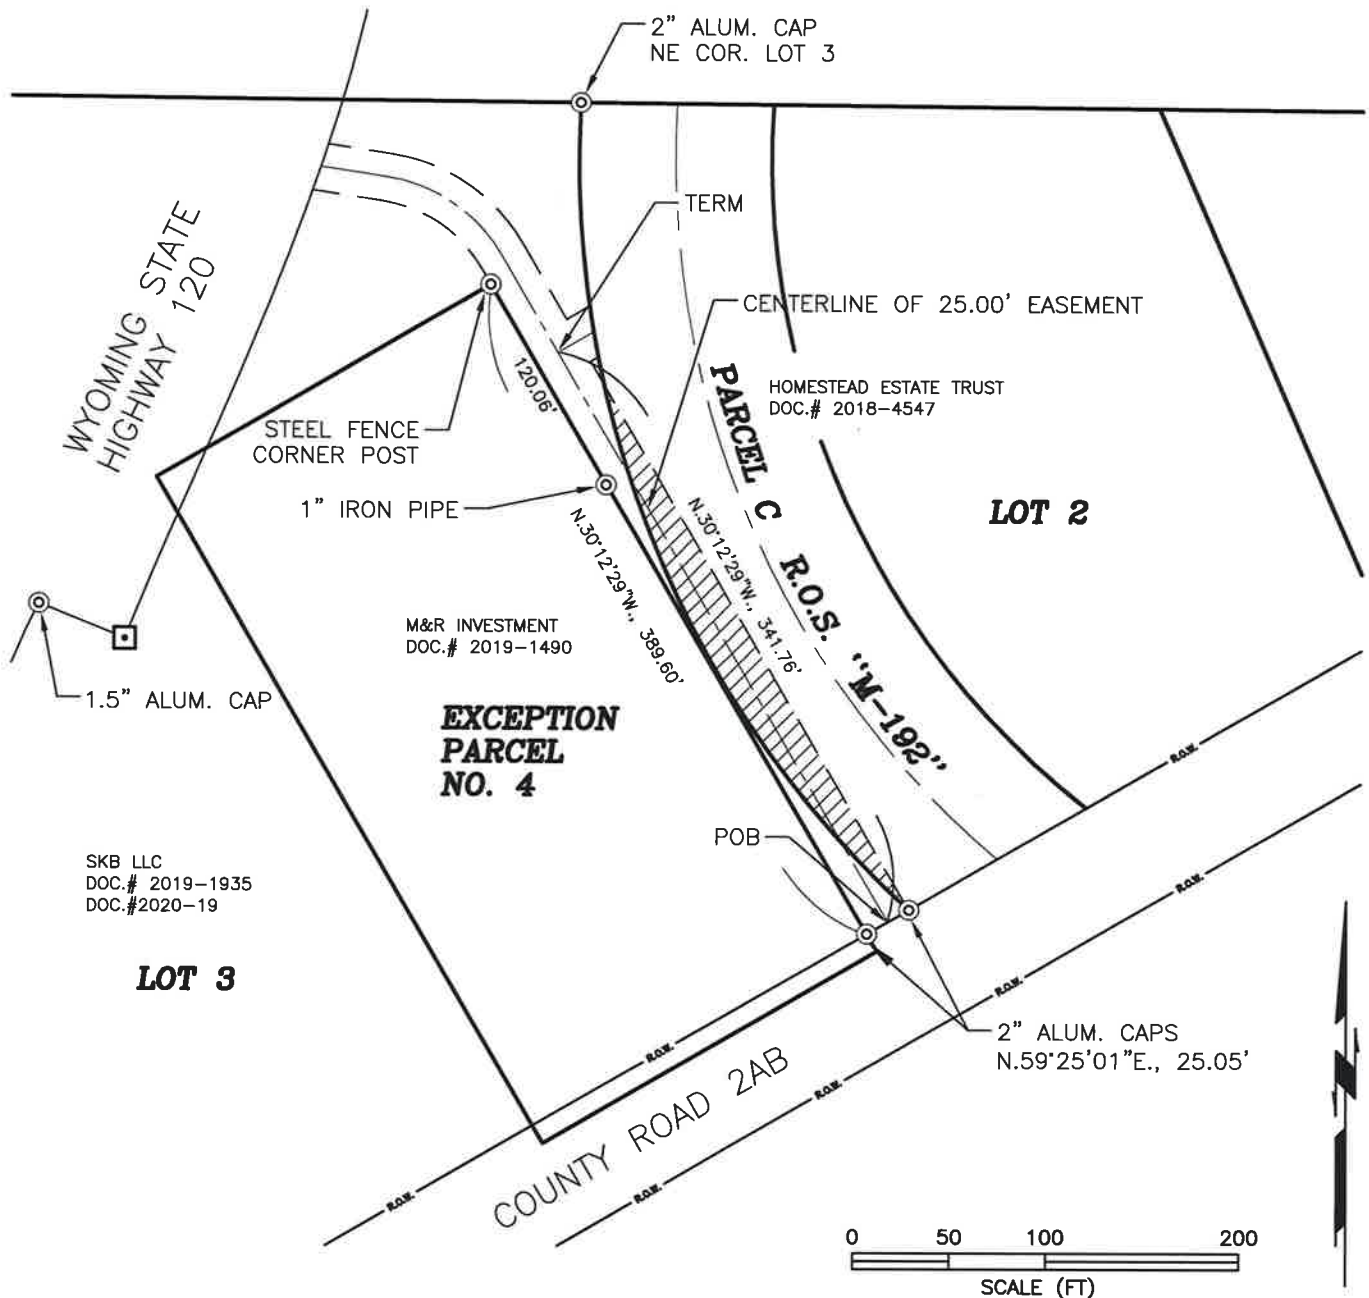 2" ALUM. CAP
NE COR. LOT 3
TERM
WYOMING STATE
HIGHWAY 120
CENTERLINE OF 25.00' EASEMENT
120.06'
HOMESTEAD ESTATE TRUST
DOC.# 2018-4547
STEEL FENCE
CORNER POST
1" IRON PIPE
PARCEL C R.O.S. "M-192"
LOT 2
N.30°12'29"W., 389.60'
N.30°12'29"W., 341.76'
M&R INVESTMENT
DOC.# 2019-1490
1.5" ALUM. CAP
EXCEPTION
PARCEL
NO. 4
R.O.W.
POB
SKB LLC
DOC.# 2019-1935
DOC.#2020-19
R.O.W.
LOT 3
R.O.W.
2" ALUM. CAPS
N.59°25'01"E., 25.05'
R.O.W.
COUNTY ROAD 2AB
R.O.W.
R.O.W.
R.O.W.
0 50 100 200
SCALE (FT)
N